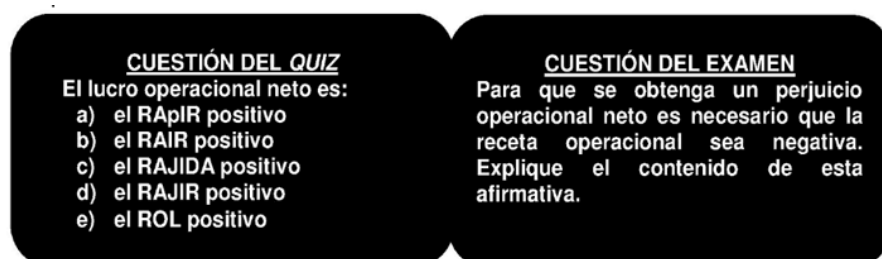 CUESTIÓN DEL QUIZ
El lucro operacional neto es:
a) el RApIR positivo
b) el RAIR positivo
c) el RAJIDA positivo
d) el RAJIR positivo
e) el ROL positivo
CUESTIÓN DEL EXAMEN
Para que se obtenga un perjuicio
operacional neto es necesario que la
receta operacional sea negativa.
Explique el contenido de esta
afirmativa.